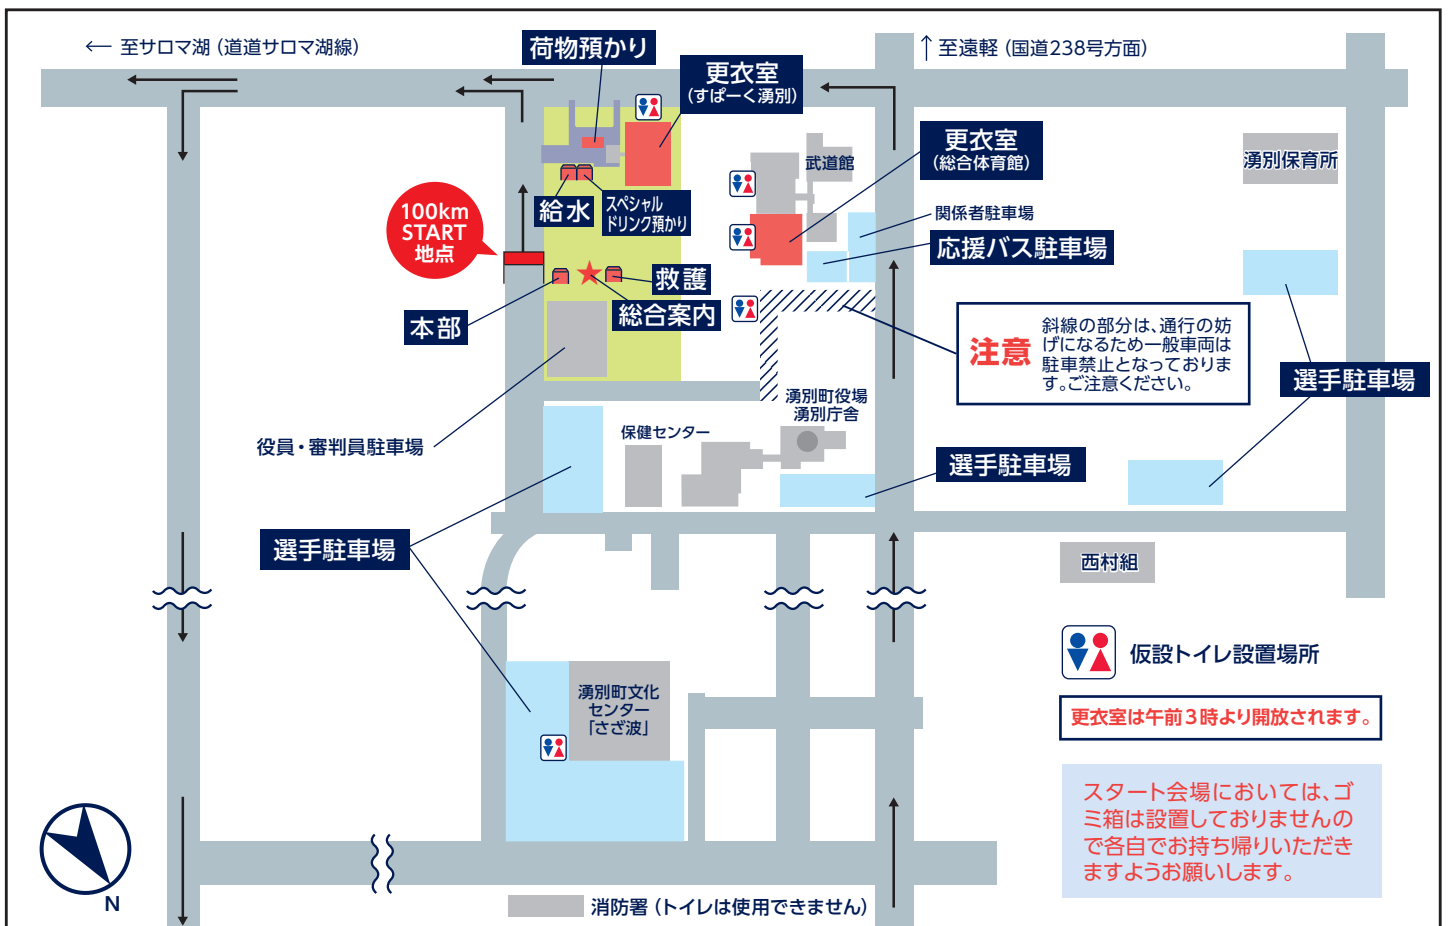 ← 至サロマ湖（道道サロマ湖線）
荷物預かり
↑ 至遠軽（国道238号方面）
更衣室
（すぱーく湧別）
更衣室
（総合体育館）
武道館
湧別保育所
給水
スペシャル
ドリンク預かり
100km
START
地点
関係者駐車場
応援バス駐車場
救護
総合案内
本部
注意
斜線の部分は、通行の妨
げになるため一般車両は
駐車禁止となっておりま
す。ご注意ください。
選手駐車場
湧別町役場
湧別庁舎
保健センター
役員・審判員駐車場
選手駐車場
選手駐車場
西村組
仮設トイレ設置場所
湧別町文化
センター
「さざ波」
更衣室は午前3時より開放されます。
スタート会場においては、ゴ
ミ箱は設置しておりませんの
で各自でお持ち帰りいただき
ますようお願いします。
N
消防署（トイレは使用できません）